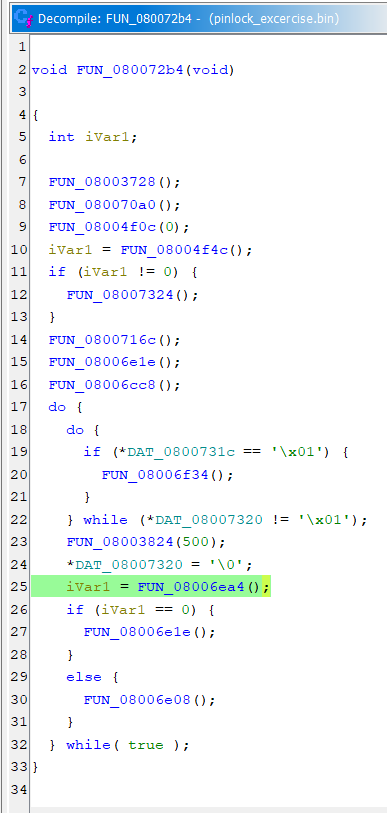 Decompile: FUN_080072b4 - (pinlock_excercise.bin)
1
2 void FUN_080072b4(void)
3
4 {
5   int iVar1;
6
7   FUN_08003728();
8   FUN_080070a0();
9   FUN_08004f0c(0);
10   iVar1 = FUN_08004f4c();
11   if (iVar1 != 0) {
12     FUN_08007324();
13   }
14   FUN_0800716c();
15   FUN_08006e1e();
16   FUN_08006cc8();
17   do {
18     do {
19       if (*DAT_0800731c == '\x01') {
20         FUN_08006f34();
21       }
22     } while (*DAT_08007320 != '\x01');
23     FUN_08003824(500);
24     *DAT_08007320 = '\0';
25     iVar1 = FUN_08006ea4();
26     if (iVar1 == 0) {
27       FUN_08006e1e();
28     }
29     else {
30       FUN_08006e08();
31     }
32   } while( true );
33 }
34